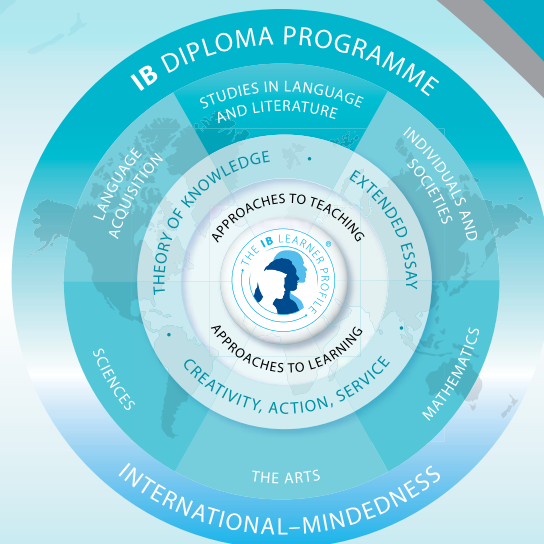 IB DIPLOMA PROGRAMME
STUDIES IN LANGUAGE
AND LITERATURE
LANGUAGE
ACQUISITION
INDIVIDUALS AND
SOCIETIES
THEORY OF KNOWLEDGE
EXTENDED ESSAY
APPROACHES TO TEACHING
THE IB LEARNER PROFILE
®
APPROACHES TO LEARNING
CREATIVITY, ACTION, SERVICE
SCIENCES
MATHEMATICS
THE ARTS
INTERNATIONAL–MINDEDNESS